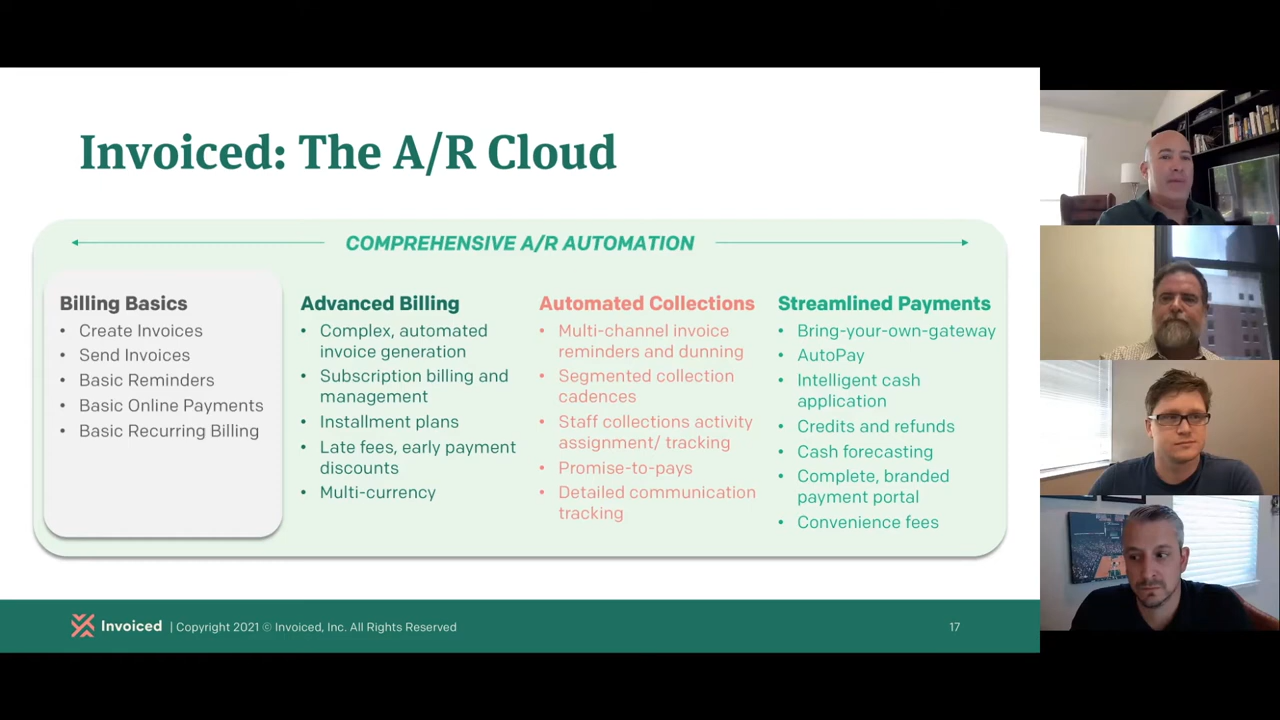 Invoiced: The A/R Cloud
COMPREHENSIVE A/R AUTOMATION
Billing Basics
• Create Invoices
• Send Invoices
• Basic Reminders
• Basic Online Payments
• Basic Recurring Billing
Advanced Billing
• Complex, automated
invoice generation
• Subscription billing and
management
• Installment plans
• Late fees, early payment
discounts
• Multi-currency
Automated Collections
• Multi-channel invoice
reminders and dunning
• Segmented collection
cadences
• Staff collections activity
assignment/ tracking
• Promise-to-pays
• Detailed communication
tracking
Streamlined Payments
• Bring-your-own-gateway
• AutoPay
• Intelligent cash
application
• Credits and refunds
• Cash forecasting
• Complete, branded
payment portal
• Convenience fees
Invoiced | Copyright 2021 © Invoiced, Inc. All Rights Reserved
17